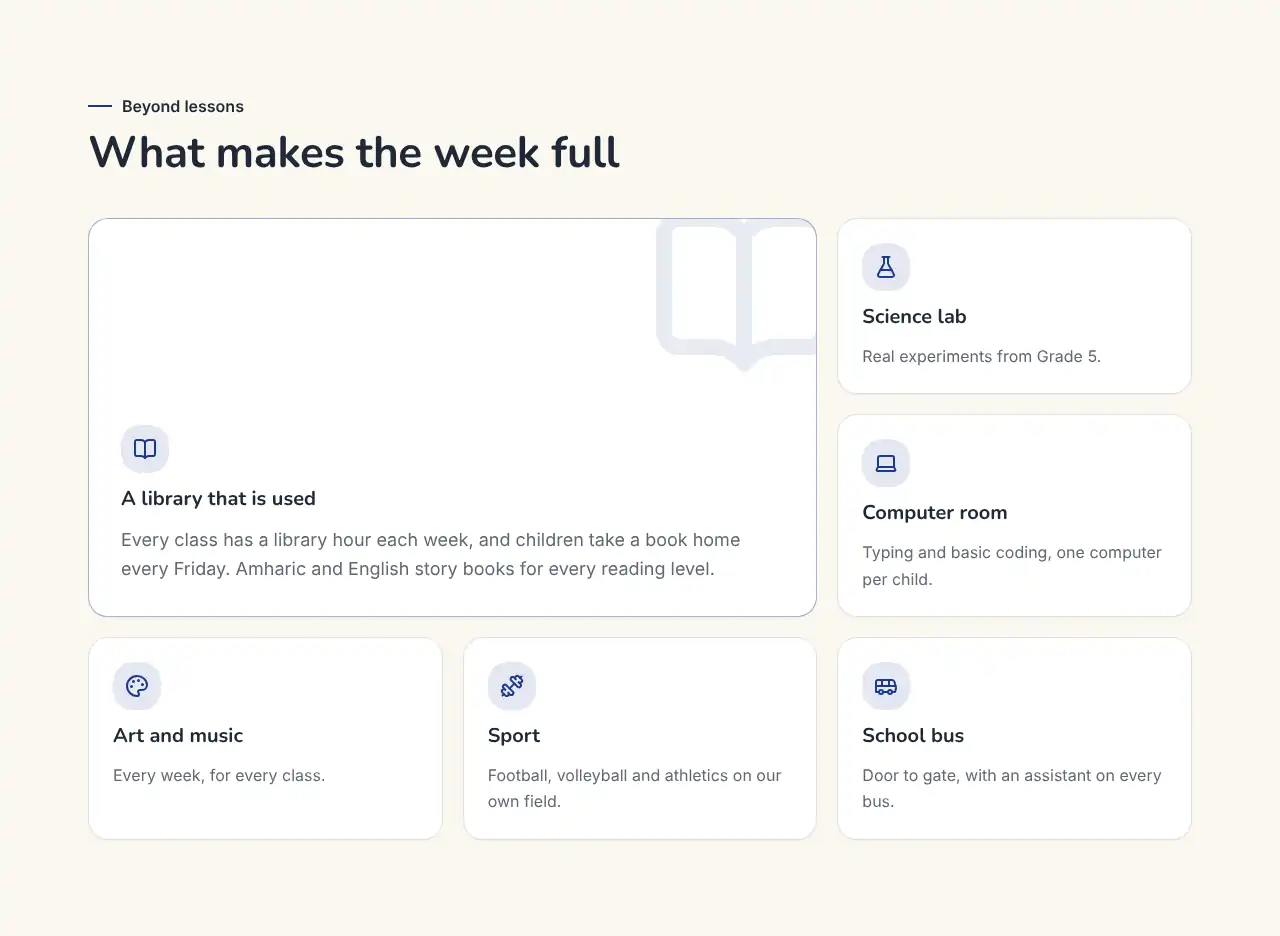 Beyond lessons
What makes the week full
A library that is used
Every class has a library hour each week, and children take a book home
every Friday. Amharic and English story books for every reading level.
Science lab
Real experiments from Grade 5.
Computer room
Typing and basic coding, one computer
per child.
Art and music
Every week, for every class.
Sport
Football, volleyball and athletics on our
own field.
School bus
Door to gate, with an assistant on every
bus.